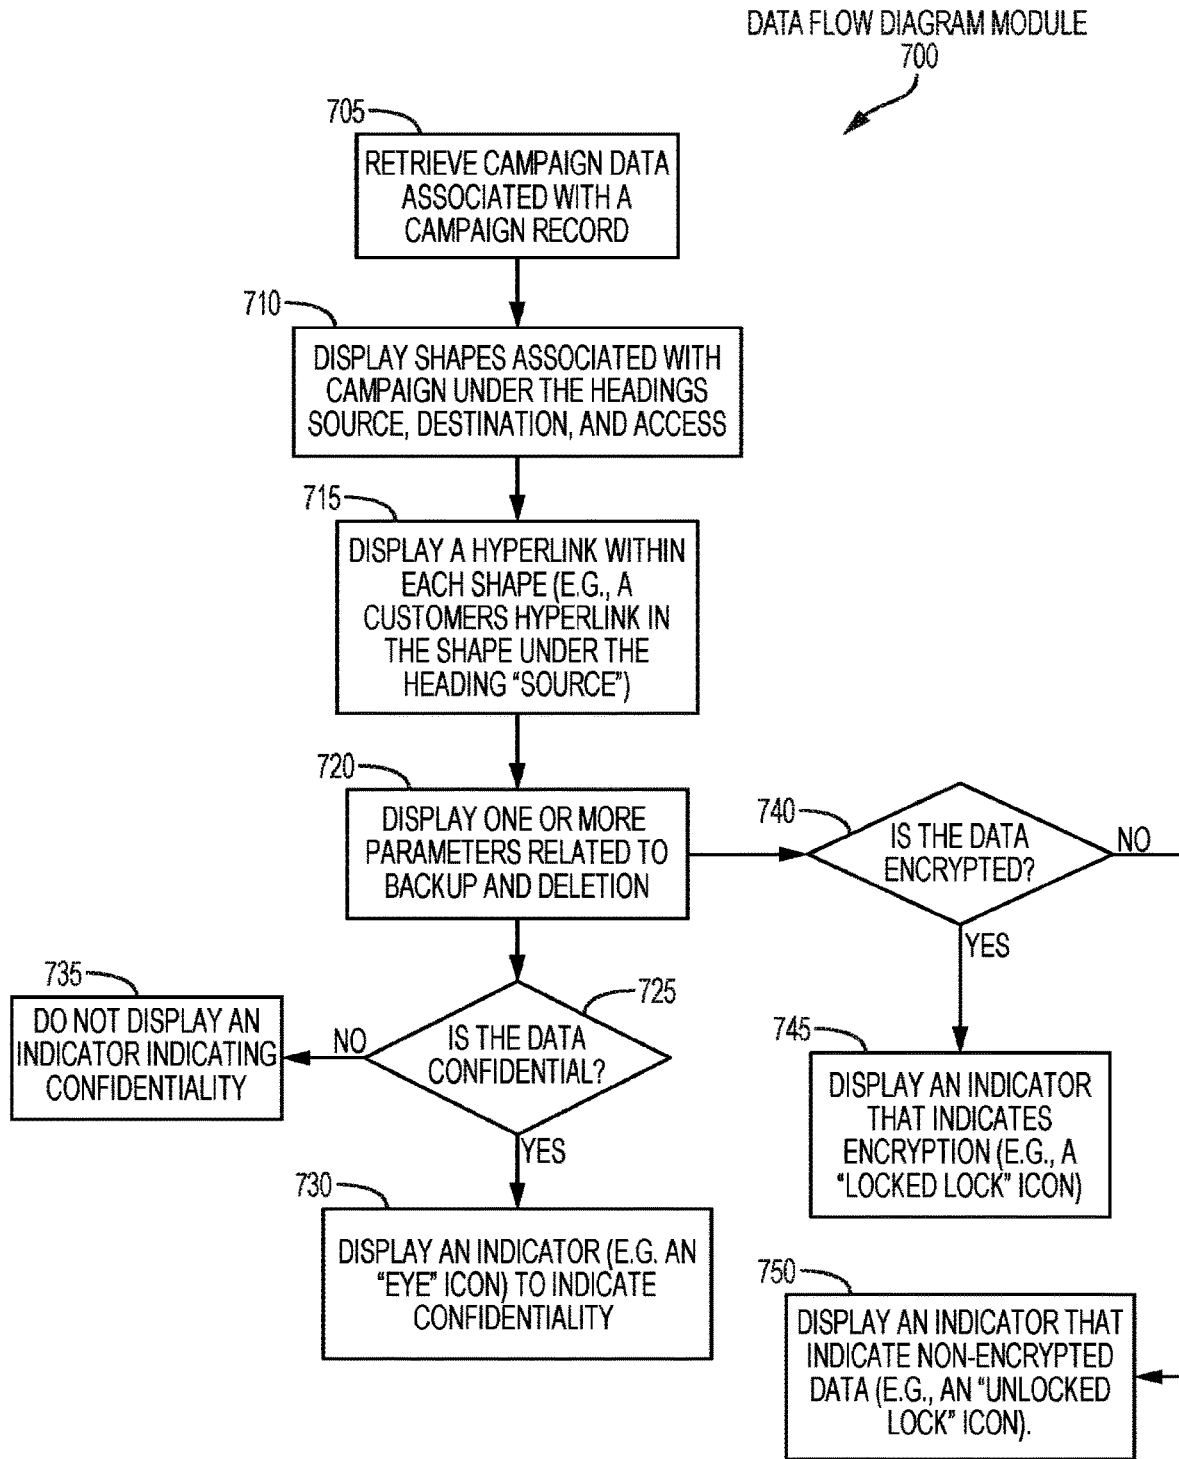 DATA FLOW DIAGRAM MODULE
700
705
RETRIEVE CAMPAIGN DATA
ASSOCIATED WITH A
CAMPAIGN RECORD
710
DISPLAY SHAPES ASSOCIATED WITH
CAMPAIGN UNDER THE HEADINGS
SOURCE, DESTINATION, AND ACCESS
715
DISPLAY A HYPERLINK WITHIN
EACH SHAPE (E.G., A
CUSTOMERS HYPERLINK IN
THE SHAPE UNDER THE
HEADING “SOURCE”)
720
DISPLAY ONE OR MORE
PARAMETERS RELATED TO
BACKUP AND DELETION
740
IS THE DATA
ENCRYPTED?
NO
YES
735
DO NOT DISPLAY AN
INDICATOR INDICATING
CONFIDENTIALITY
NO
725
IS THE DATA
CONFIDENTIAL?
YES
745
DISPLAY AN INDICATOR
THAT INDICATES
ENCRYPTION (E.G., A
“LOCKED LOCK” ICON)
730
DISPLAY AN INDICATOR (E.G. AN
“EYE” ICON) TO INDICATE
CONFIDENTIALITY
750
DISPLAY AN INDICATOR THAT
INDICATE NON-ENCRYPTED
DATA (E.G., AN “UNLOCKED
LOCK” ICON).